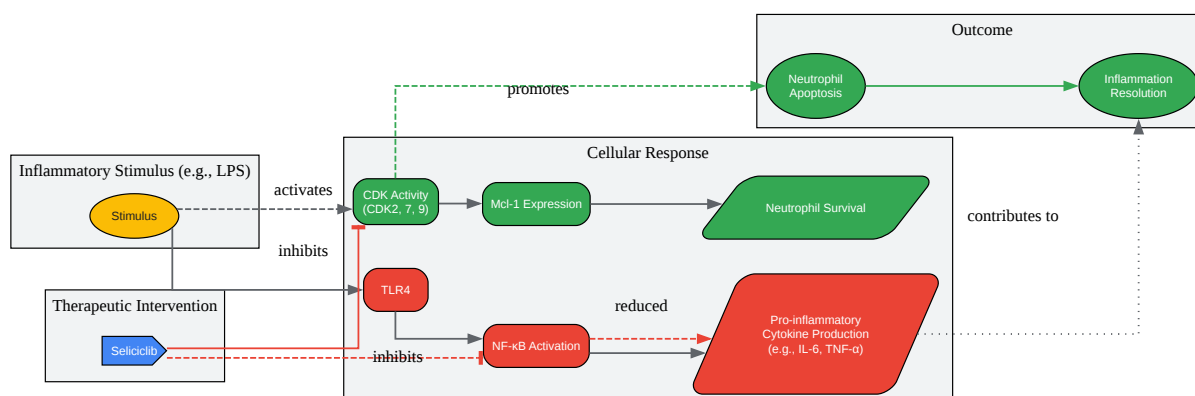 Outcome
Neutrophil
Apoptosis
Inflammation
Resolution
promotes
Cellular Response
Inflammatory Stimulus (e.g., LPS)
Stimulus
activates
CDK Activity
(CDK2, 7, 9)
Mcl-1 Expression
Neutrophil Survival
contributes to
inhibits
Therapeutic Intervention
Seliciclib
TLR4
reduced
NF-κB Activation
inhibits
Pro-inflammatory
Cytokine Production
(e.g., IL-6, TNF-α)